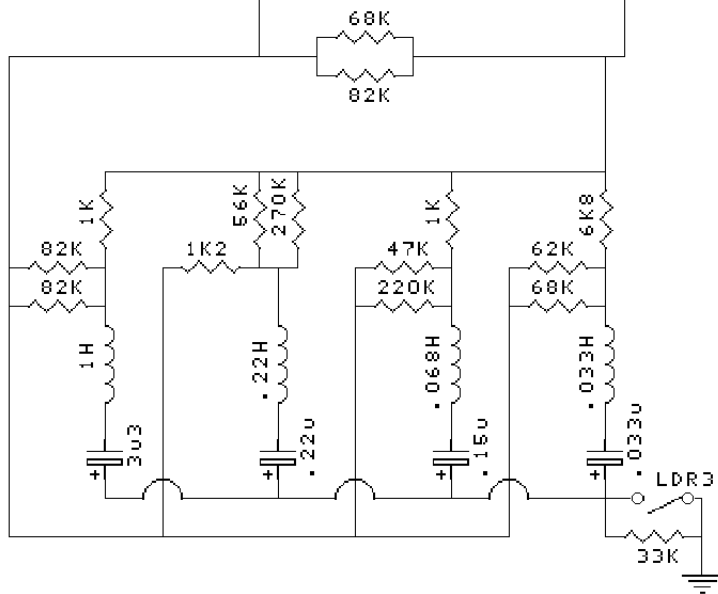 68K
82K
1K
56K
270K
1K
6K8
82K
1K2
47K
62K
82K
220K
68K
1H
.22H
.068H
.033H
3u3
.22u
.15u
.033u
+
+
+
+
LDR3
33K